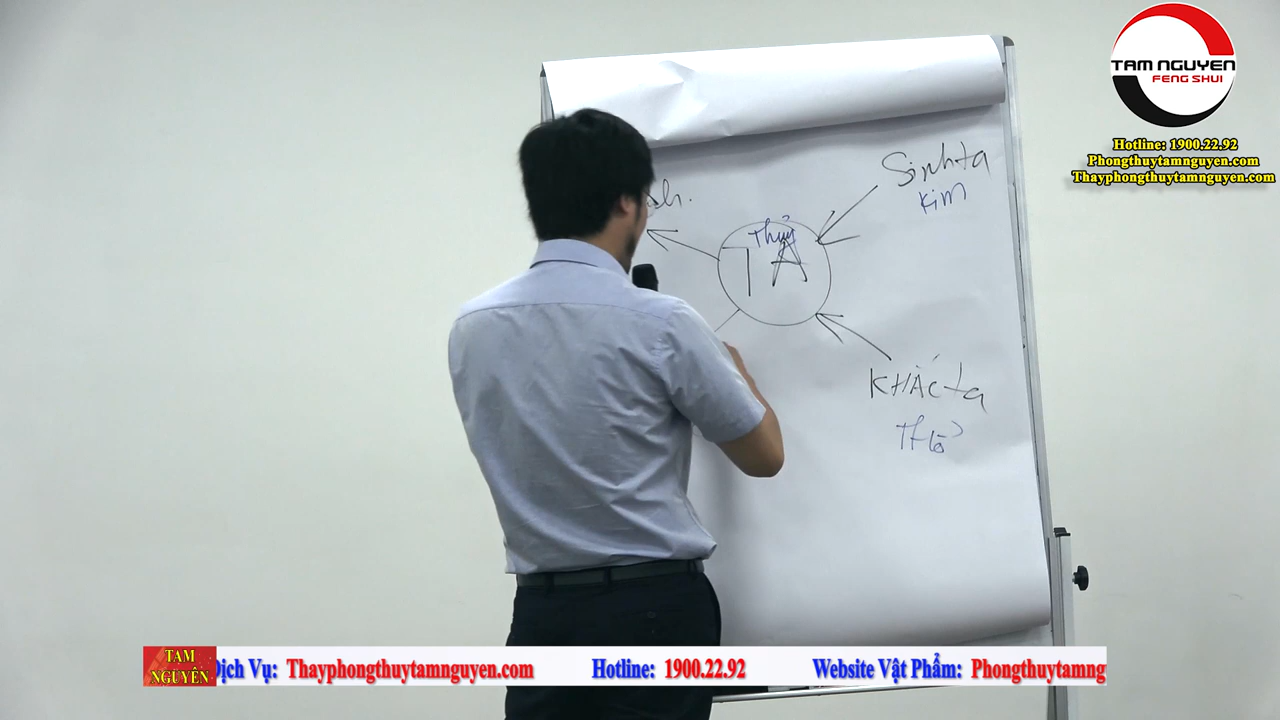 TAM NGUYEN
FENG SHUI
Hotline: 1900.22.92
Phongthuytamnguyen.com
Thayphongthuytamnguyen.com
Sinh ta
Kim
Thuỷ
TA
KHẮC ta
Thổ
TAM
NGUYÊN
Dịch Vụ: Thayphongthuytamnguyen.com Hotline: 1900.22.92 Website Vật Phẩm: Phongthuytamng